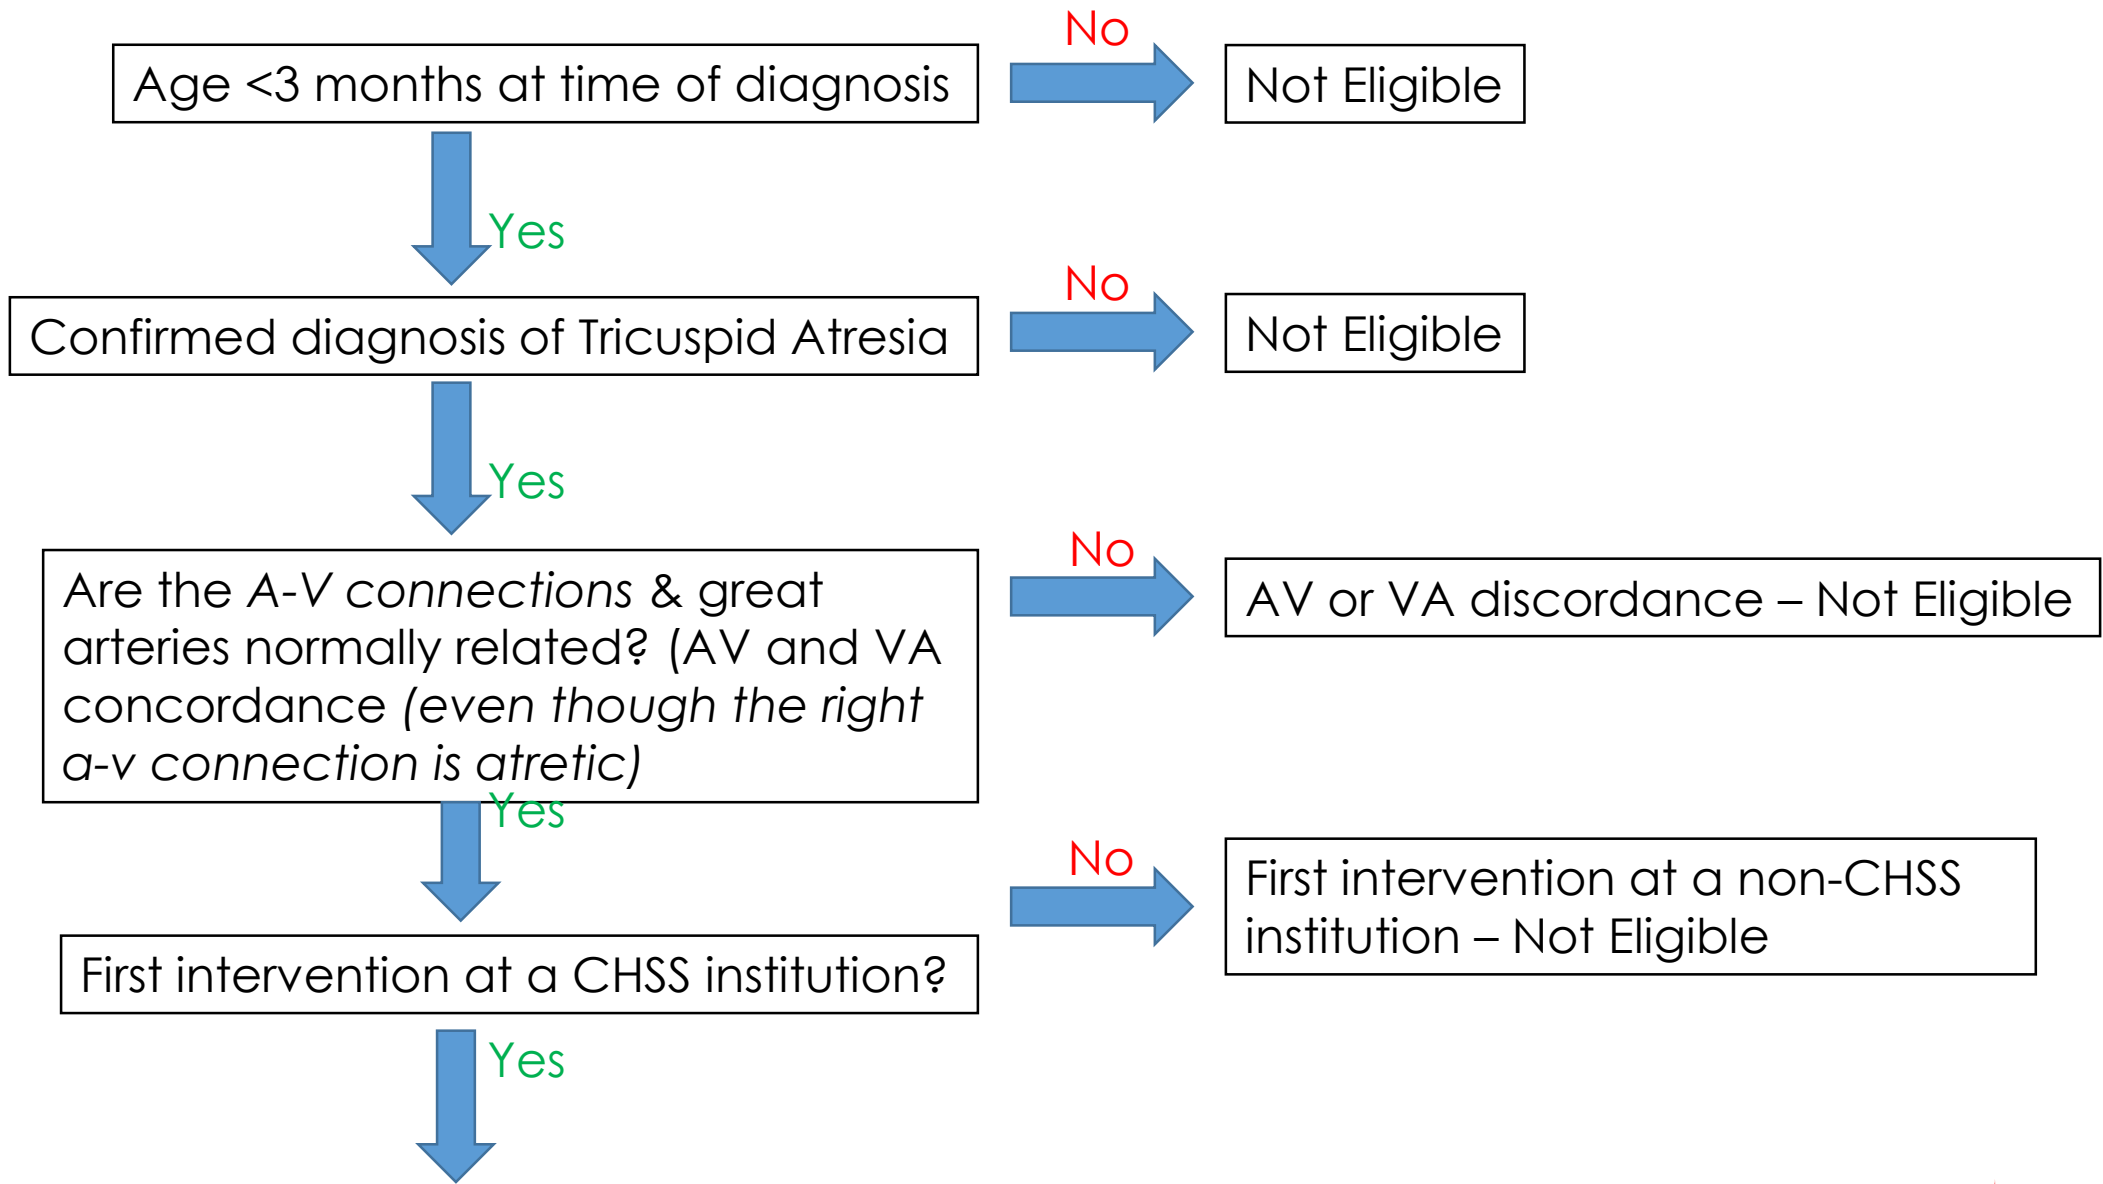 No
Age <3 months at time of diagnosis
Not Eligible
Yes
No
Confirmed diagnosis of Tricuspid Atresia
Not Eligible
Yes
No
Are the A-V connections & great
arteries normally related? (AV and VA
concordance (even though the right
a-v connection is atretic)
AV or VA discordance – Not Eligible
Yes
No
First intervention at a non-CHSS
institution – Not Eligible
First intervention at a CHSS institution?
Yes